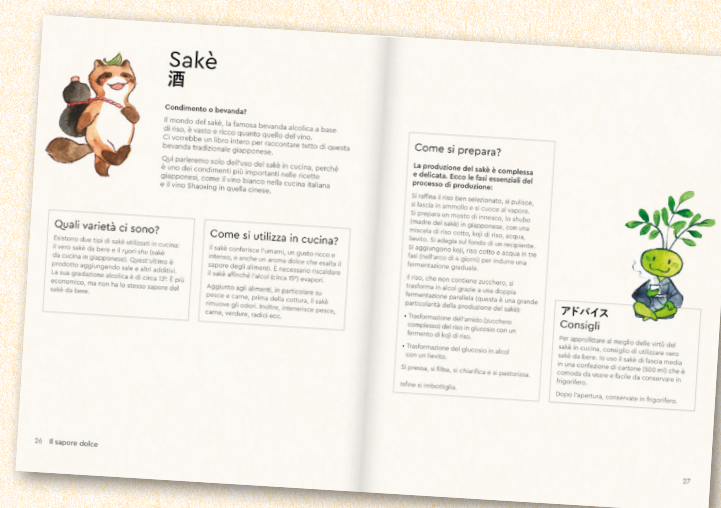 Sakè
酒
Condimento o bevanda?
Il mondo del sakè, la famosa bevanda alcolica a base
di riso, è vasto e ricco quanto quello del vino.
Ci vorrebbe un libro intero per raccontare tutto di questa
bevanda tradizionale giapponese.
Qui parleremo solo dell'uso del sakè in cucina, perché
è uno dei condimenti più importanti nelle ricette
giapponesi, come il vino bianco nella cucina italiana
e il vino Shaoxing in quella cinese.
Quali varietà ci sono?
Esistono due tipi di sakè utilizzati in cucina:
il vero sakè da bere e il ryori shu (sakè
da cucina in giapponese). Quest'ultimo è
prodotto aggiungendo sale e altri additivi.
La sua gradazione alcolica è di circa 13°. È più
economico, ma non ha lo stesso sapore del
sakè da bere.
Come si utilizza in cucina?
Il sakè conferisce l'umami, un gusto ricco e
intenso, e anche un aroma dolce che esalta il
sapore degli alimenti. È necessario riscaldare
il sakè affinché l'alcol (circa 15°) evapori.
Aggiunto agli alimenti, in particolare su
pesce e carne, prima della cottura, il sakè
rimuove gli odori. Inoltre, intenerisce pesce,
carne, verdure, radici ecc.
26 Il sapore dolce
Come si prepara?
La produzione del sakè è complessa
e delicata. Ecco le fasi essenziali del
processo di produzione:
Si raffina il riso ben selezionato, si pulisce,
si lascia in ammollo e si cuoce al vapore.
Si prepara un mosto di innesco, lo shubo
(madre del sakè) in giapponese, con una
miscela di riso cotto, koji di riso, acqua,
lievito. Si adagia sul fondo di un recipiente.
Si aggiungono koji, riso cotto e acqua in tre
fasi (nell'arco di 4 giorni) per indurre una
fermentazione graduale.
Il riso, che non contiene zucchero, si
trasforma in alcol grazie a una doppia
fermentazione parallela (questa è una grande
particolarità della produzione del sakè):
• Trasformazione dell'amido (zucchero
complesso) del riso in glucosio con un
fermento di koji di riso.
• Trasformazione del glucosio in alcol
con un lievito.
Si pressa, si filtra, si chiarifica e si pastorizza.
Infine si imbottiglia.
アドバイス
Consigli
Per approfittare al meglio delle virtù del
sakè in cucina, consiglio di utilizzare vero
sakè da bere. Io uso il sakè di fascia media
in una confezione di cartone (500 ml) che è
comoda da usare e facile da conservare in
frigorifero.
Dopo l'apertura, conservate in frigorifero.
27